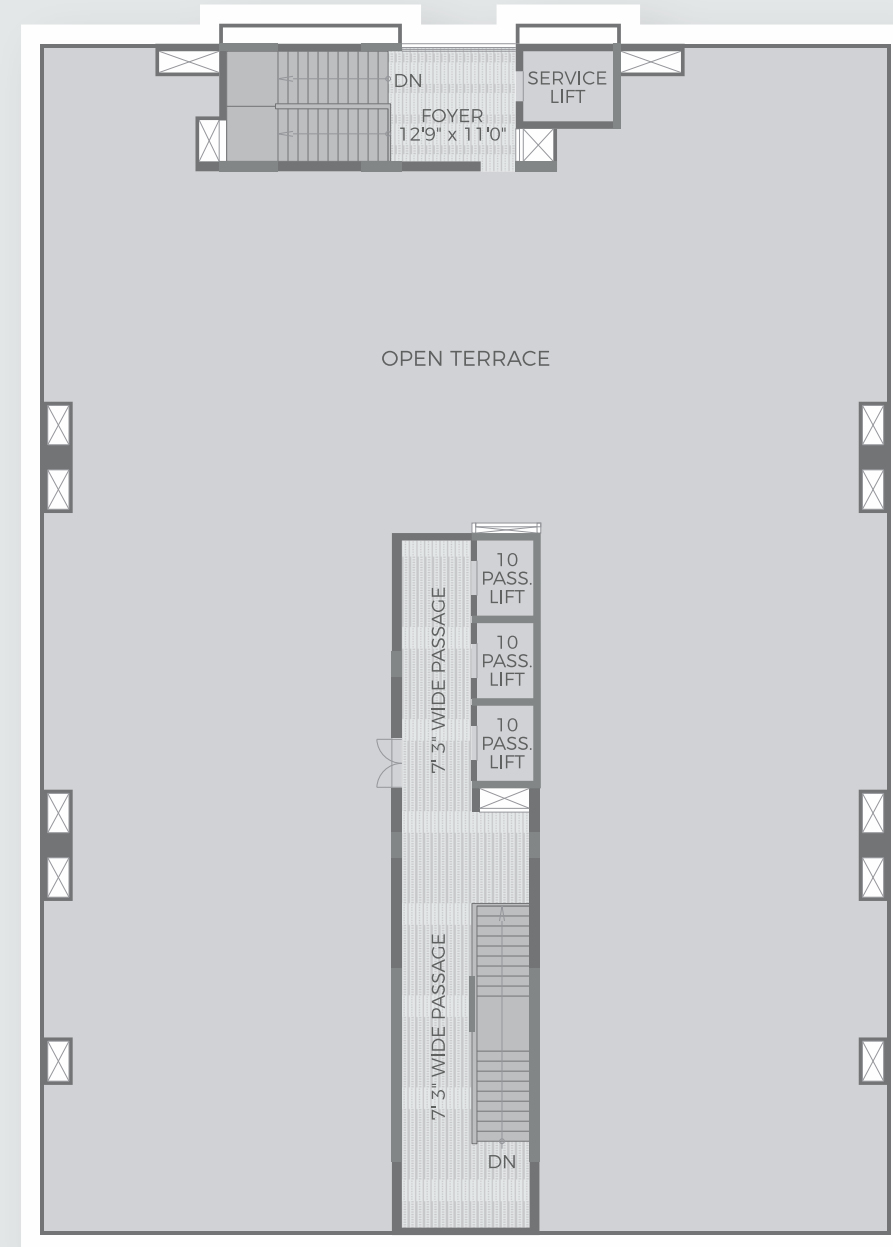 DN
SERVICE
LIFT
FOYER
12'9" x 11'0"
OPEN TERRACE
10
PASS.
LIFT
10
PASS.
LIFT
10
PASS.
LIFT
7' 3" WIDE PASSAGE
7' 3" WIDE PASSAGE
DN